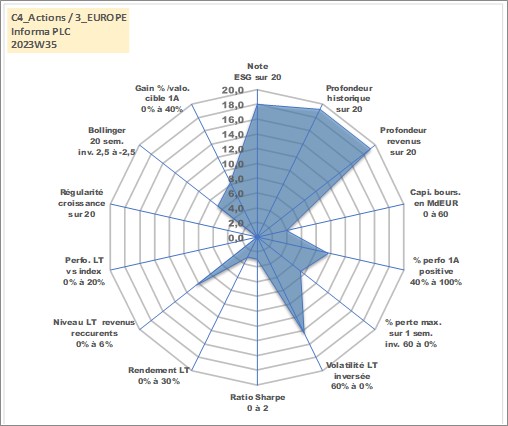 C4_Actions / 3_EUROPE
Informa PLC
2023W35
Note
ESG sur 20
Profondeur
historique
sur 20
Profondeur
revenus
sur 20
Capi. bours.
en MdEUR
0 à 60
% perfo 1A
positive
40% à 100%
% perte max.
sur 1 sem.
inv. 60 à 0%
Volatilité LT
inversée
60% à 0%
Ratio Sharpe
0 à 2
Rendement LT
0% à 30%
Niveau LT revenus
reccurents
0% à 6%
Perfo. LT
vs index
0% à 20%
Régularité
croissance
sur 20
Bollinger
20 sem.
inv. 2,5 à -2,5
Gain % /valo.
cible 1A
0% à 40%
20,0
18,0
16,0
14,0
12,0
10,0
8,0
6,0
4,0
2,0
0,0